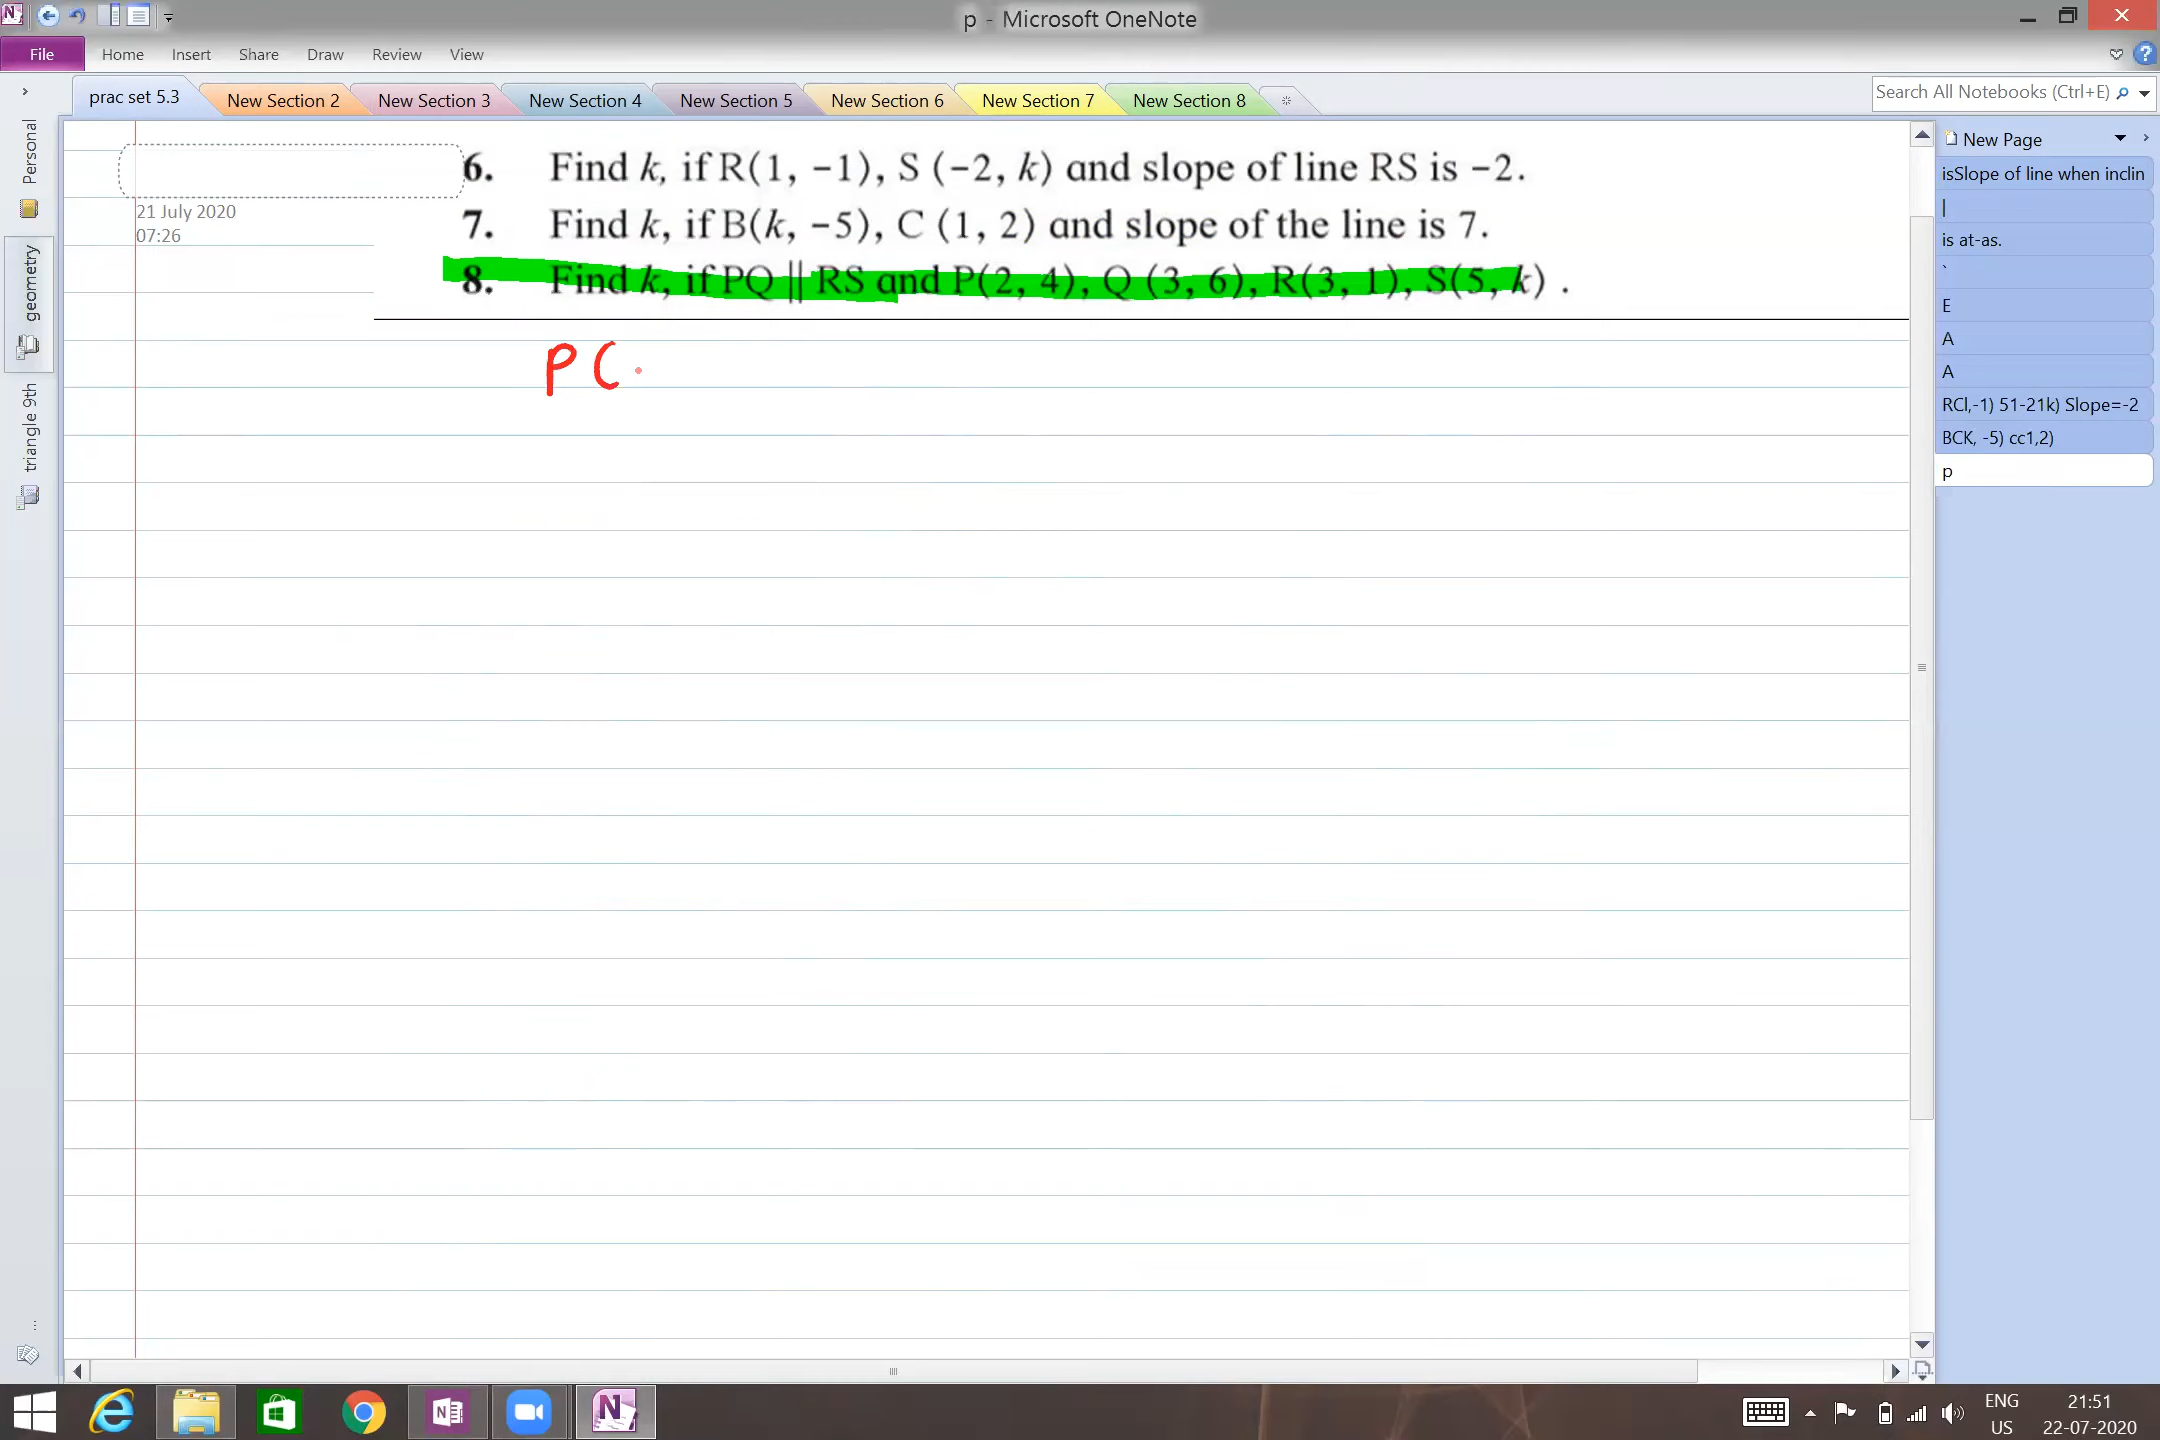 p - Microsoft OneNote
File Home Insert Share Draw Review View
prac set 5.3 New Section 2 New Section 3 New Section 4 New Section 5 New Section 6 New Section 7 New Section 8
Search All Notebooks (Ctrl+E)
Personal
geometry
triangle 9th
21 July 2020
07:26
6. Find k, if R(1, −1), S (−2, k) and slope of line RS is −2.
7. Find k, if B(k, −5), C (1, 2) and slope of the line is 7.
8. Find k, if PQ || RS and P(2, 4), Q (3, 6), R(3, 1), S(5, k) .
P (
New Page
isSlope of line when inclin
|
is at-as.
`
E
A
A
RCl,-1) 51-21k) Slope=-2
BCK, -5) cc1,2)
p
ENG
US
21:51
22-07-2020